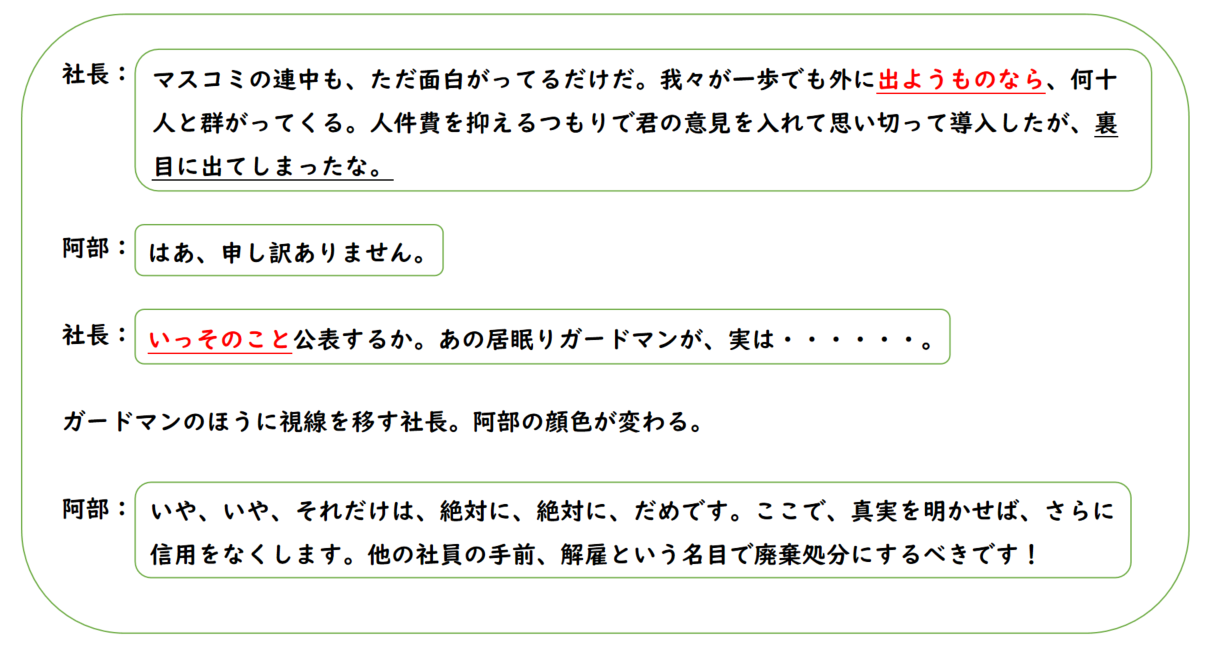 社長：マスコミの連中も、ただ面白がってるだけだ。我々が一歩でも外に出ようものなら、何十
人と群がってくる。人件費を抑えるつもりで君の意見を入れて思い切って導入したが、裏
目に出てしまったな。
阿部：はあ、申し訳ありません。
社長：いっそのこと公表するか。あの居眠りガードマンが、実は・・・・・・。
ガードマンのほうに視線を移す社長。阿部の顔色が変わる。
阿部：いや、いや、それだけは、絶対に、絶対に、だめです。ここで、真実を明かせば、さらに
信用をなくします。他の社員の手前、解雇という名目で廃棄処分にするべきです！